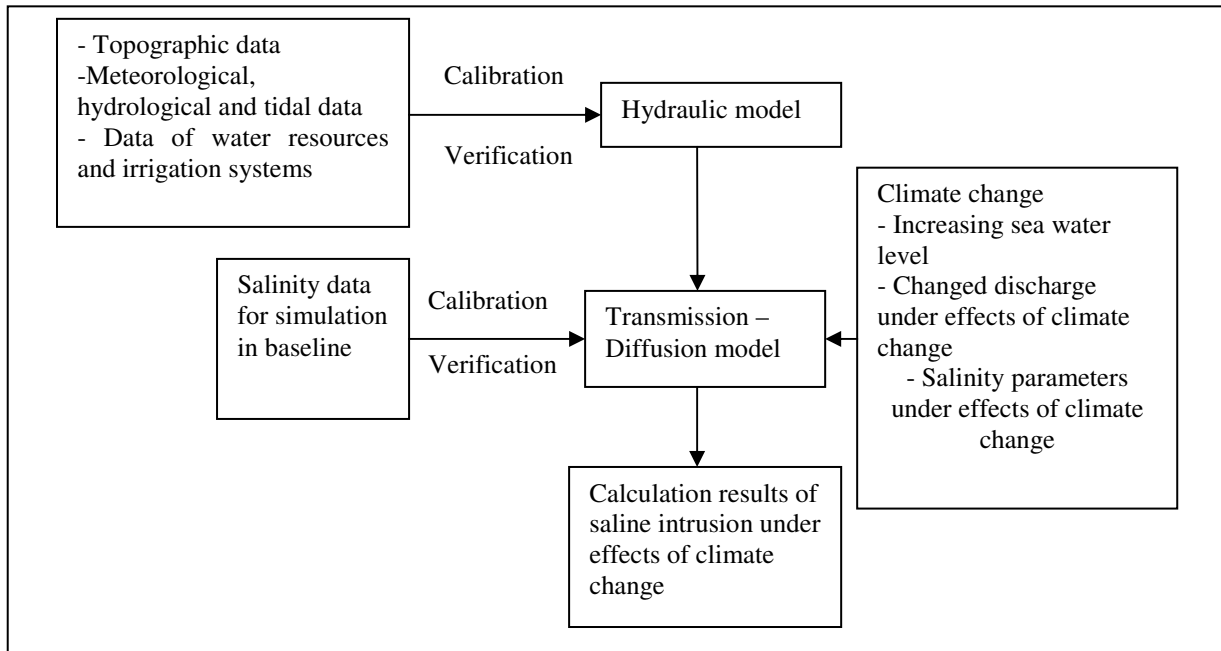 - Topographic data
-Meteorological,
hydrological and tidal data
- Data of water resources
and irrigation systems
Calibration
Verification
Hydraulic model
Climate change
- Increasing sea water
level
- Changed discharge
under effects of climate
change
- Salinity parameters
under effects of climate
change
Salinity data
for simulation
in baseline
Calibration
Verification
Transmission –
Diffusion model
Calculation results of
saline intrusion under
effects of climate
change